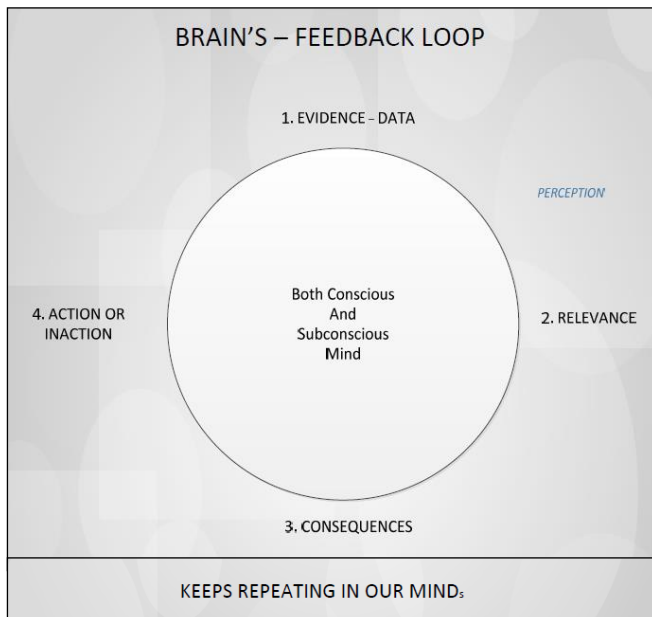 BRAIN'S – FEEDBACK LOOP
1. EVIDENCE – DATA
PERCEPTION
Both Conscious
And
Subconscious
Mind
4. ACTION OR
INACTION
2. RELEVANCE
3. CONSEQUENCES
KEEPS REPEATING IN OUR MINDs